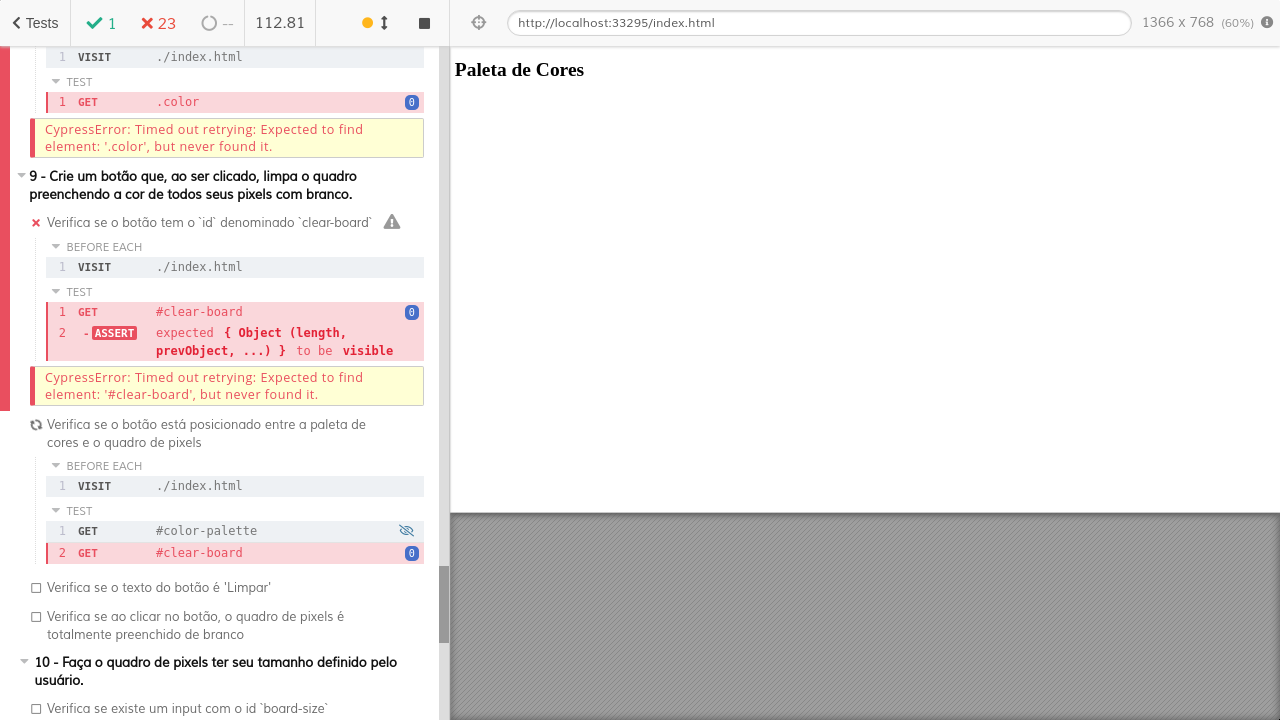 Tests 1 23 -- 112.81
http://localhost:33295/index.html 1366 x 768 (60%)
1 VISIT ./index.html
TEST
1 GET .color 0
CypressError: Timed out retrying: Expected to find
element: '.color', but never found it.
9 - Crie um botão que, ao ser clicado, limpa o quadro
preenchendo a cor de todos seus pixels com branco.
Verifica se o botão tem o `id` denominado `clear-board`
BEFORE EACH
1 VISIT ./index.html
TEST
1 GET #clear-board 0
2 -ASSERT expected { Object (length,
prevObject, ...) } to be visible
CypressError: Timed out retrying: Expected to find
element: '#clear-board', but never found it.
Verifica se o botão está posicionado entre a paleta de
cores e o quadro de pixels
BEFORE EACH
1 VISIT ./index.html
TEST
1 GET #color-palette
2 GET #clear-board 0
Verifica se o texto do botão é 'Limpar'
Verifica se ao clicar no botão, o quadro de pixels é
totalmente preenchido de branco
10 - Faça o quadro de pixels ter seu tamanho definido pelo
usuário.
Verifica se existe um input com o id `board-size`
Paleta de Cores